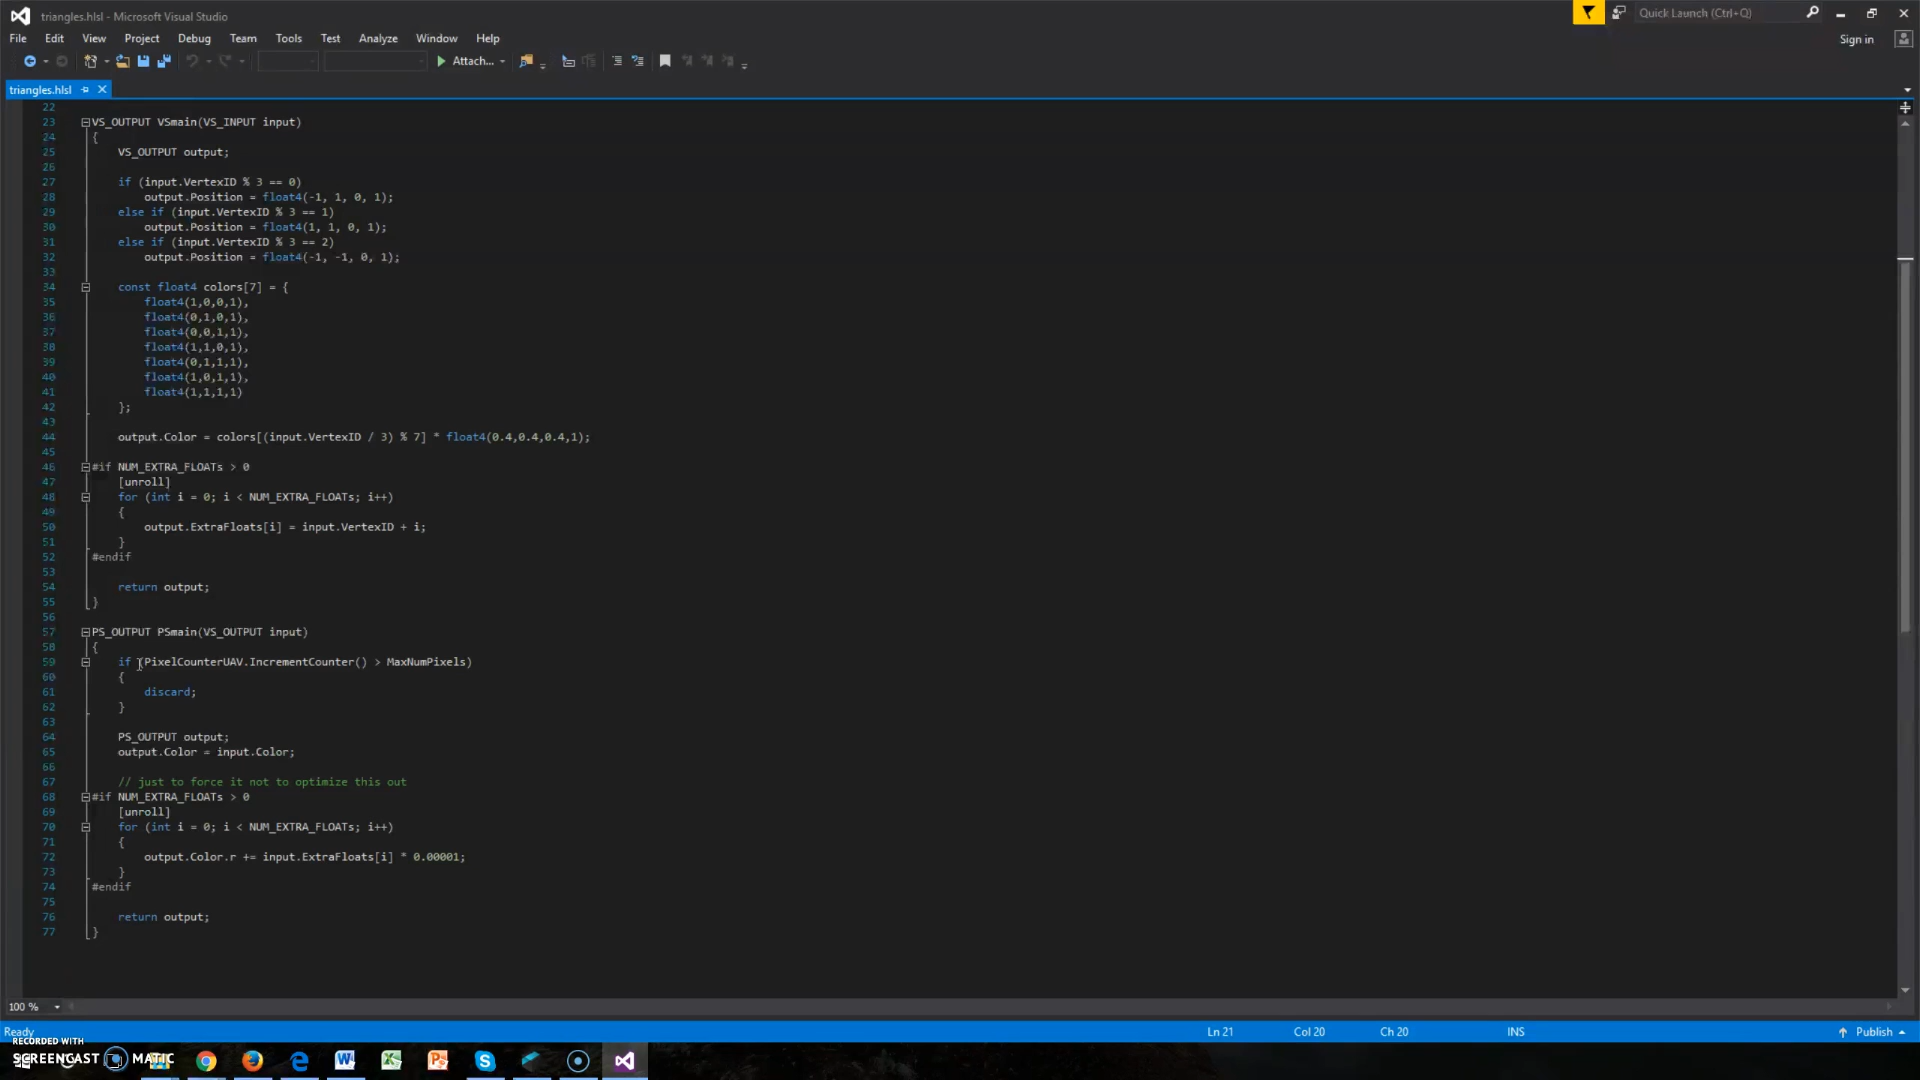 triangles.hlsl - Microsoft Visual Studio
Quick Launch (Ctrl+Q)
File Edit View Project Debug Team Tools Test Analyze Window Help
Sign in
Attach...
triangles.hlsl
22
23 VS_OUTPUT VSmain(VS_INPUT input)
24 {
25 VS_OUTPUT output;
26
27 if (input.VertexID % 3 == 0)
28 output.Position = float4(-1, 1, 0, 1);
29 else if (input.VertexID % 3 == 1)
30 output.Position = float4(1, 1, 0, 1);
31 else if (input.VertexID % 3 == 2)
32 output.Position = float4(-1, -1, 0, 1);
33
34 const float4 colors[7] = {
35 float4(1,0,0,1),
36 float4(0,1,0,1),
37 float4(0,0,1,1),
38 float4(1,1,0,1),
39 float4(0,1,1,1),
40 float4(1,0,1,1),
41 float4(1,1,1,1)
42 };
43
44 output.Color = colors[(input.VertexID / 3) % 7] * float4(0.4,0.4,0.4,1);
45
46 #if NUM_EXTRA_FLOATs > 0
47 [unroll]
48 for (int i = 0; i < NUM_EXTRA_FLOATs; i++)
49 {
50 output.ExtraFloats[i] = input.VertexID + i;
51 }
52 #endif
53
54 return output;
55 }
56
57 PS_OUTPUT PSmain(VS_OUTPUT input)
58 {
59 if (PixelCounterUAV.IncrementCounter() > MaxNumPixels)
60 {
61 discard;
62 }
63
64 PS_OUTPUT output;
65 output.Color = input.Color;
66
67 // just to force it not to optimize this out
68 #if NUM_EXTRA_FLOATs > 0
69 [unroll]
70 for (int i = 0; i < NUM_EXTRA_FLOATs; i++)
71 {
72 output.Color.r += input.ExtraFloats[i] * 0.00001;
73 }
74 #endif
75
76 return output;
77 }
100 %
Ready Ln 21 Col 20 Ch 20 INS Publish
RECORDED WITH
SCREENCAST MATIC